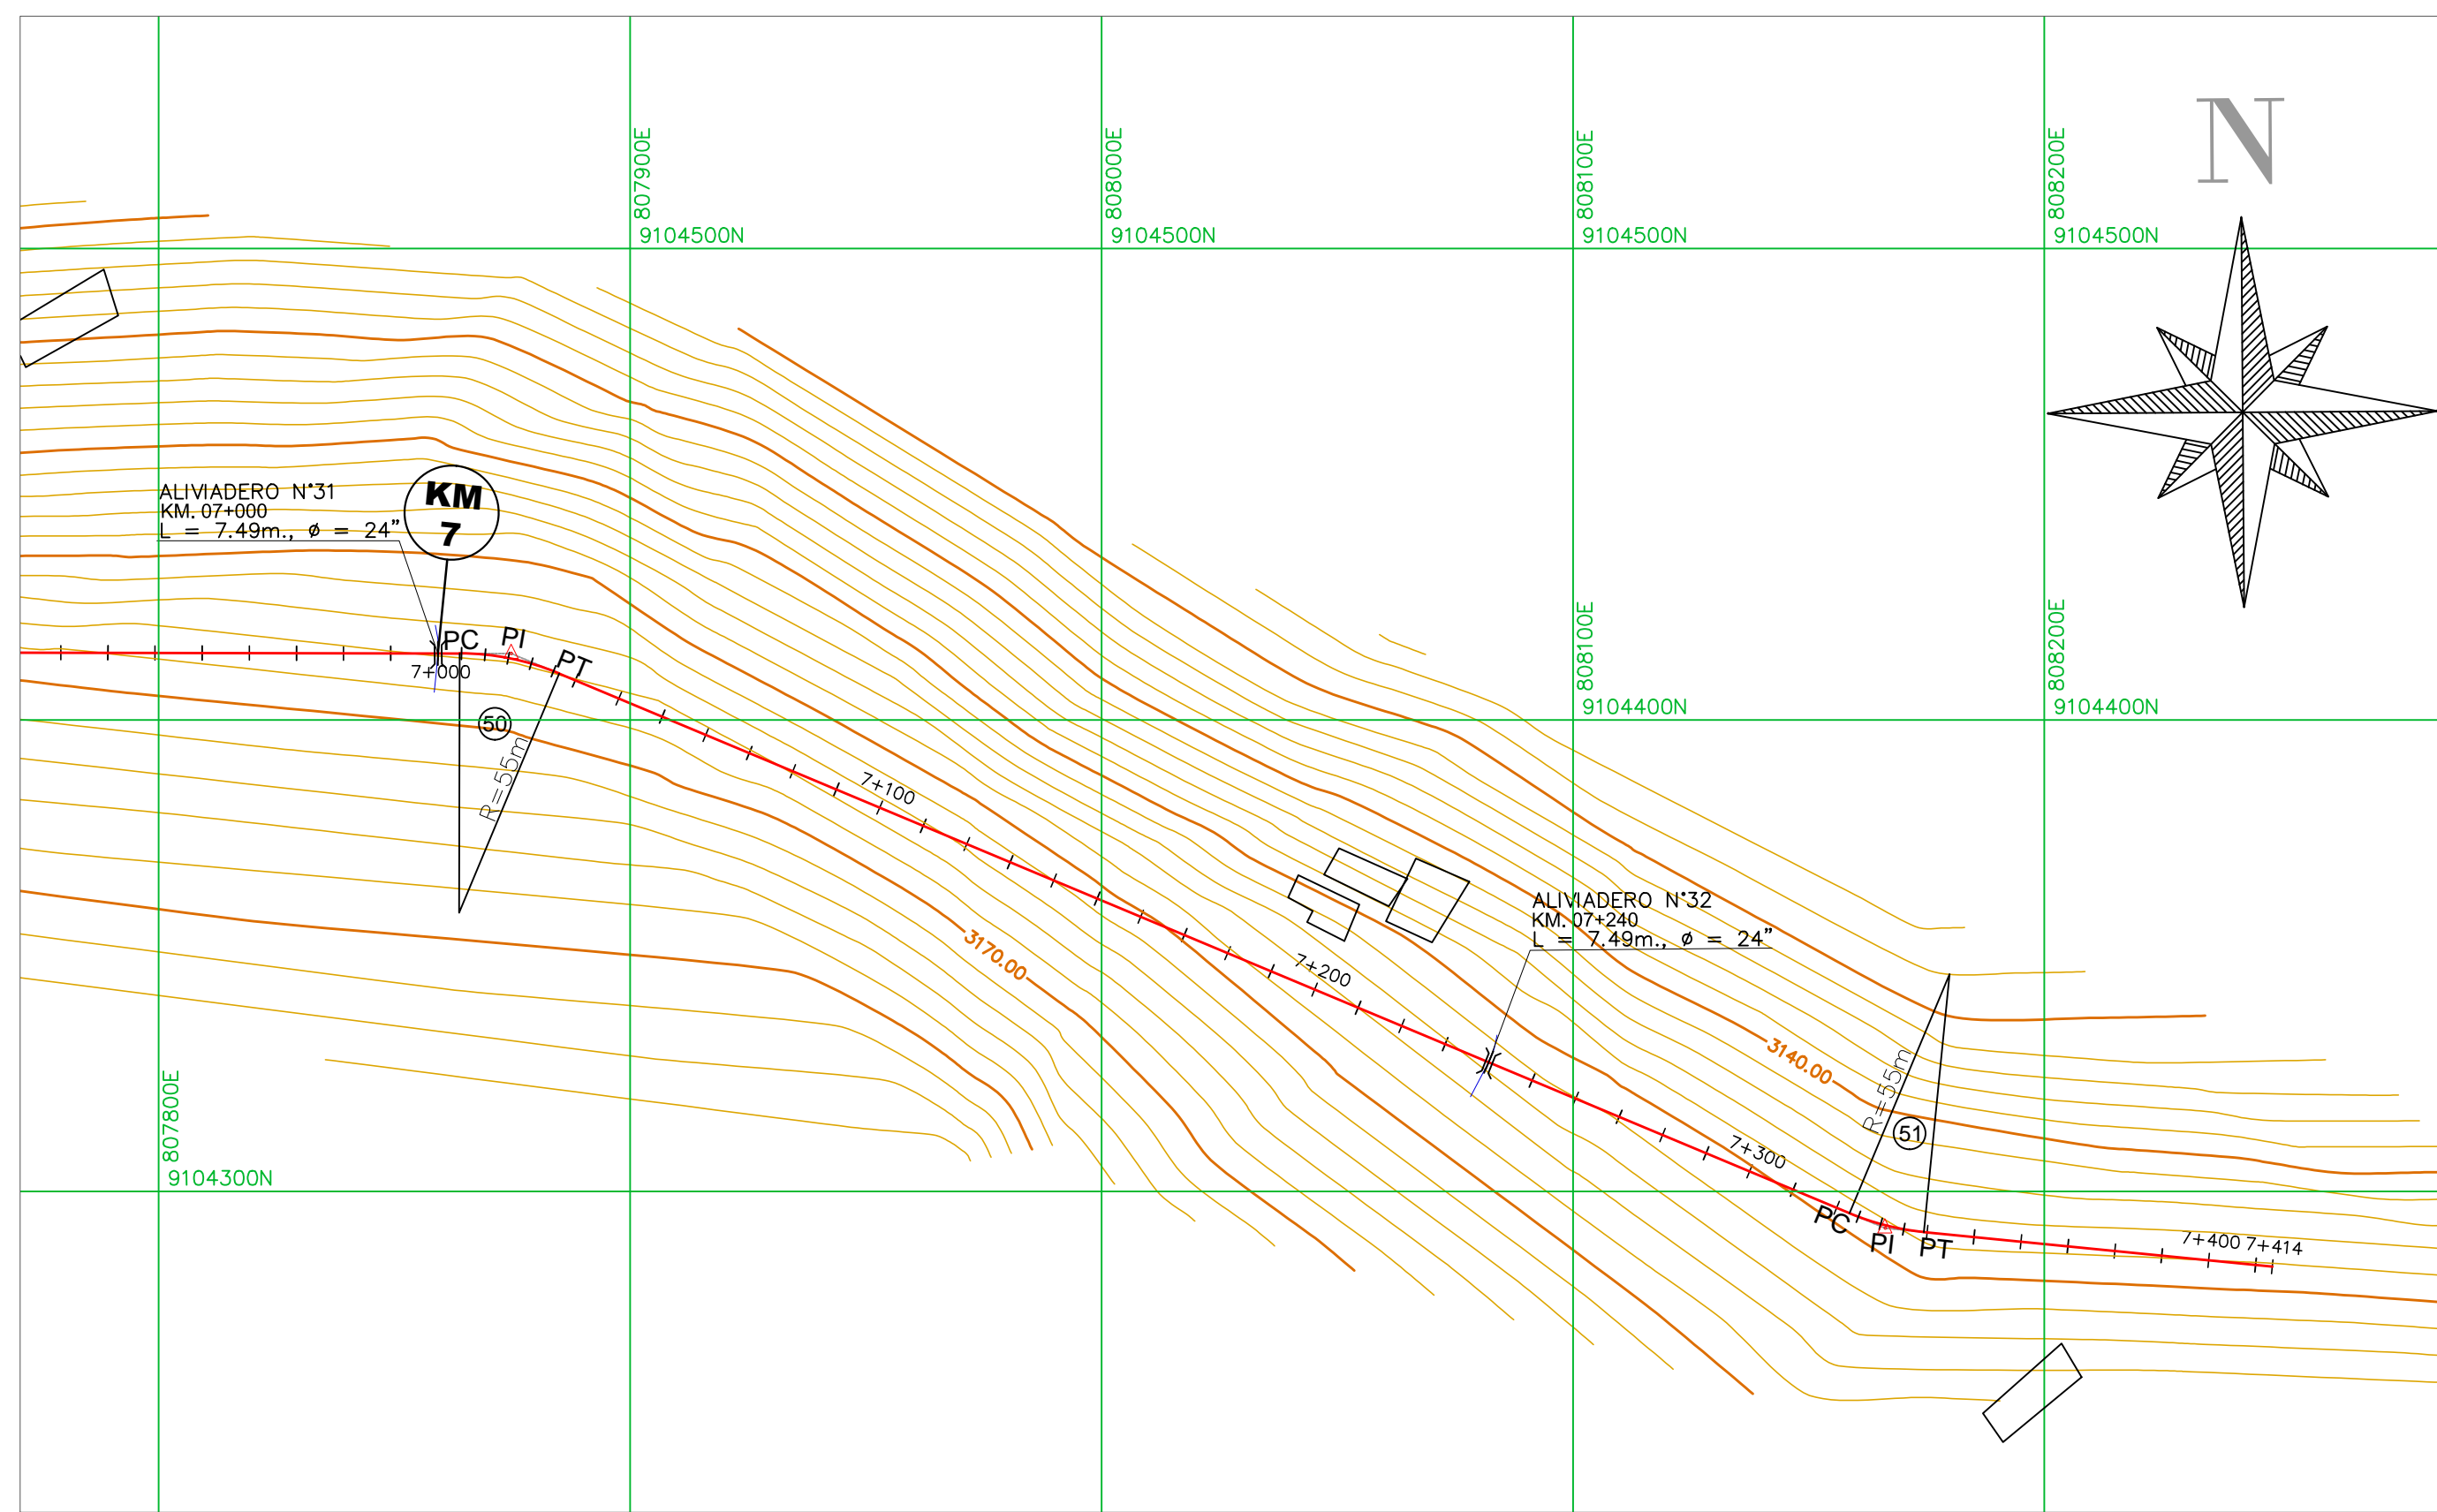 N
807900E
808000E
808100E
808200E
9104500N
9104500N
9104500N
9104500N
ALIVIADERO N°31
KM. 07+000
L = 7.49m., ø = 24"
KM
7
PC
PI
PT
7+000
50
R=55m
808100E
808200E
9104400N
9104400N
7+100
3170.00
7+200
ALIVIADERO N°32
KM. 07+240
L = 7.49m., ø = 24"
3140.00
R=55m
51
7+300
807800E
9104300N
PC
PI
PT
7+400
7+414